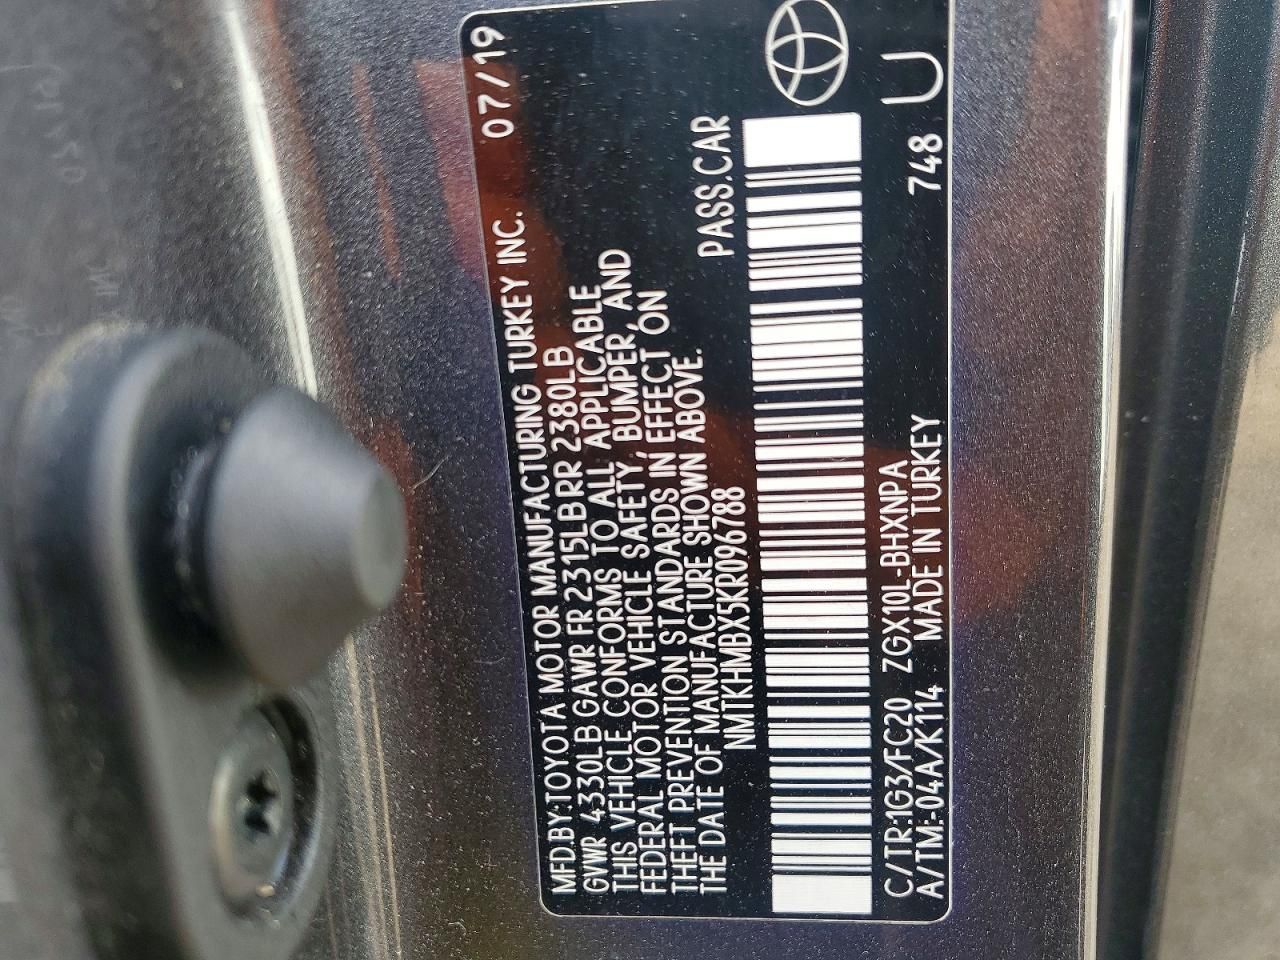 MFD.BY:TOYOTA MOTOR MANUFACTURING TURKEY INC. 07/19
GVWR 4330LB GAWR FR 2315LB RR 2380LB
THIS VEHICLE CONFORMS TO ALL APPLICABLE
FEDERAL MOTOR VEHICLE SAFETY, BUMPER, AND
THEFT PREVENTION STANDARDS IN EFFECT ON
THE DATE OF MANUFACTURE SHOWN ABOVE.
NMTKHMBX5KR096788 PASS.CAR
C/TR:1G3/FC20 ZGX10L-BHXNPA
A/TM:-04A/K114 MADE IN TURKEY 748 U